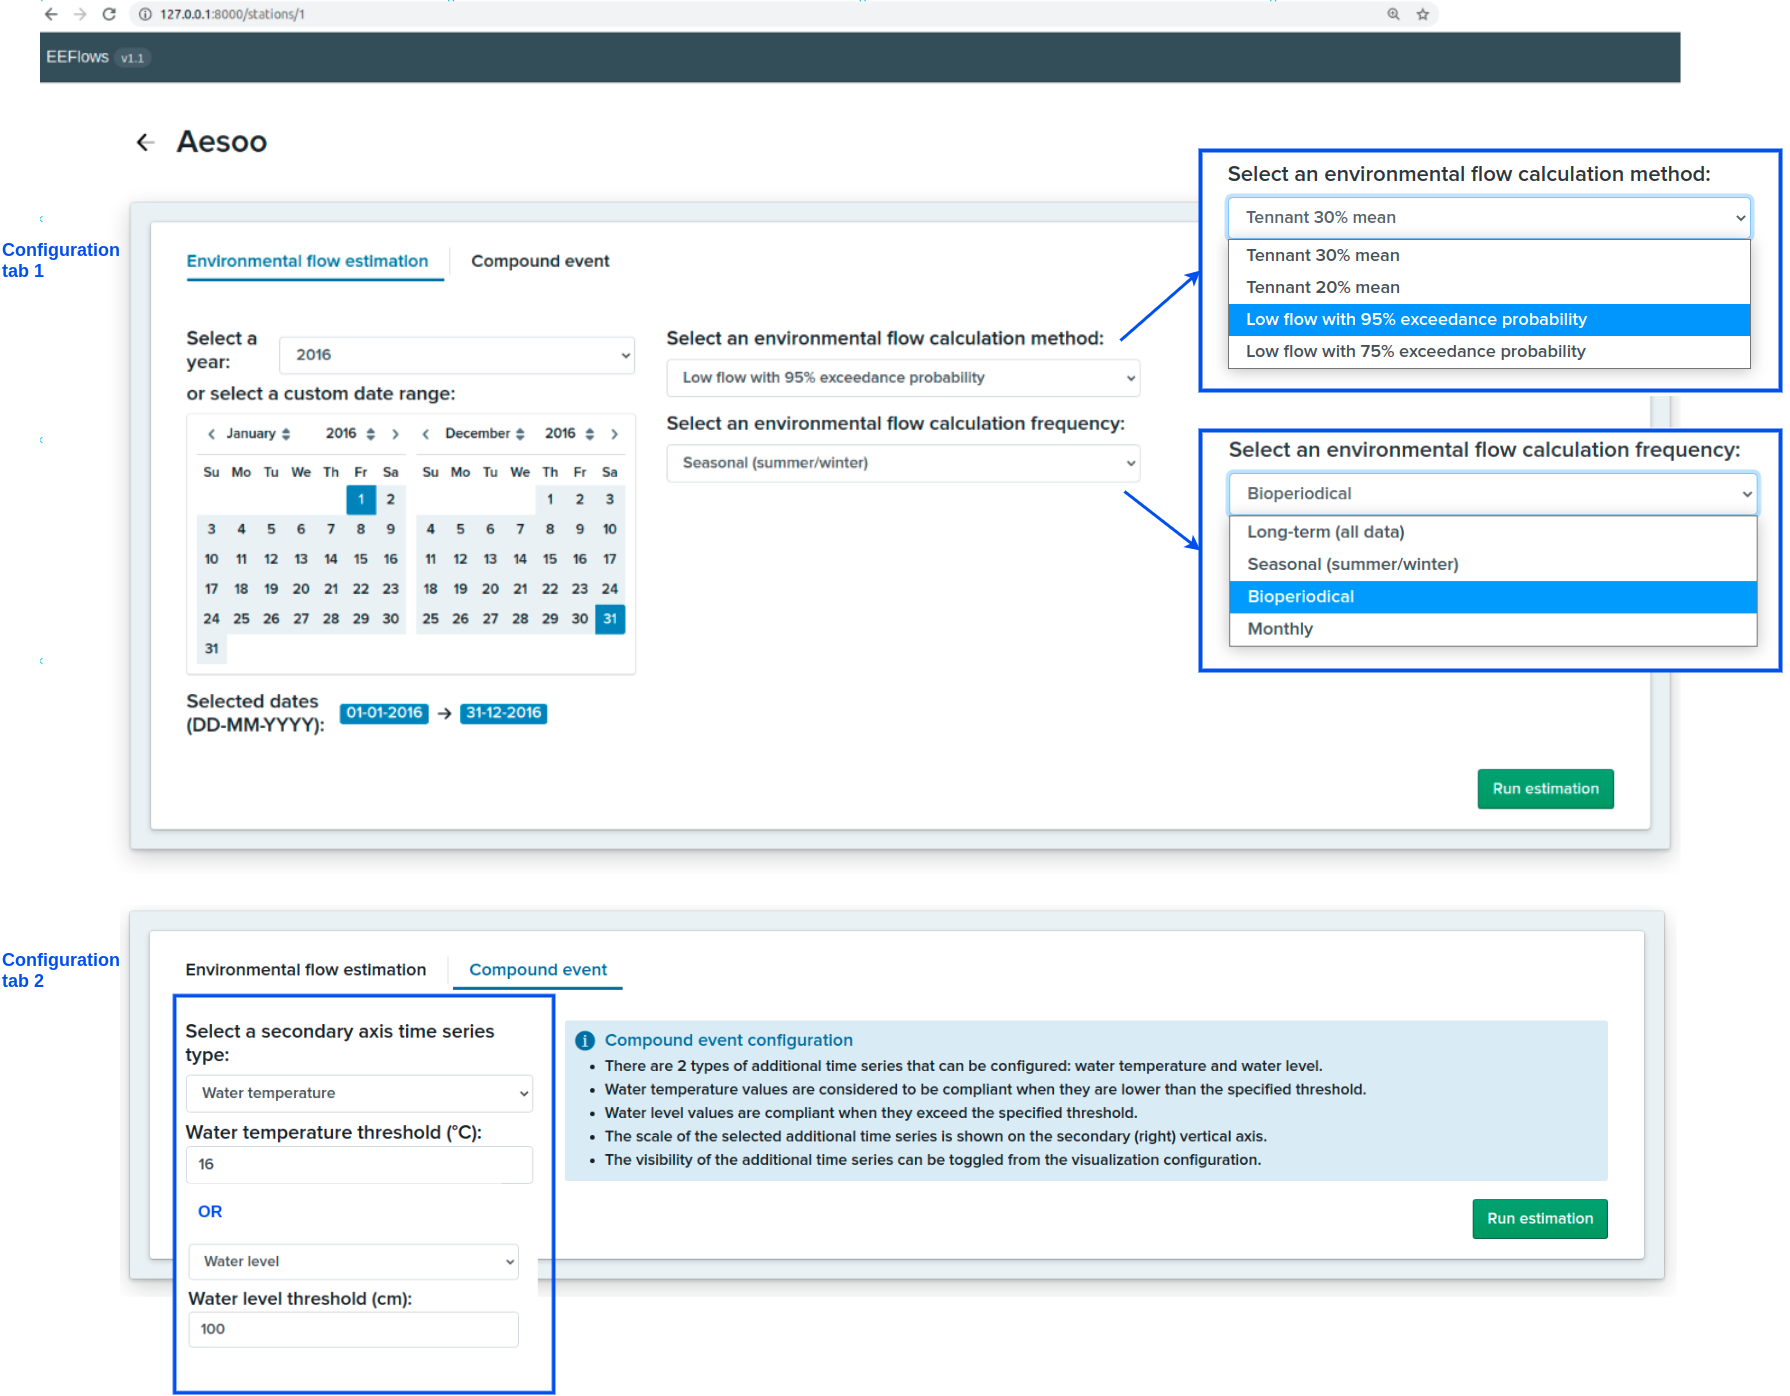 127.0.0.1:8000/stations/1
EEFlows v1.1
Aesoo
Configuration
tab 1
Environmental flow estimation
Compound event
Select a
year:
2016
or select a custom date range:
January 2016
December 2016
Su Mo Tu We Th Fr Sa
1 2
3 4 5 6 7 8 9
10 11 12 13 14 15 16
17 18 19 20 21 22 23
24 25 26 27 28 29 30
31
Su Mo Tu We Th Fr Sa
1 2 3
4 5 6 7 8 9 10
11 12 13 14 15 16 17
18 19 20 21 22 23 24
25 26 27 28 29 30 31
Selected dates
(DD-MM-YYYY):
01-01-2016 → 31-12-2016
Select an environmental flow calculation method:
Low flow with 95% exceedance probability
Select an environmental flow calculation frequency:
Seasonal (summer/winter)
Select an environmental flow calculation method:
Tennant 30% mean
Tennant 30% mean
Tennant 20% mean
Low flow with 95% exceedance probability
Low flow with 75% exceedance probability
Select an environmental flow calculation frequency:
Bioperiodical
Long-term (all data)
Seasonal (summer/winter)
Bioperiodical
Monthly
Run estimation
Configuration
tab 2
Environmental flow estimation
Compound event
Select a secondary axis time series
type:
Water temperature
Water temperature threshold (°C):
16
OR
Water level
Water level threshold (cm):
100
Compound event configuration
• There are 2 types of additional time series that can be configured: water temperature and water level.
• Water temperature values are considered to be compliant when they are lower than the specified threshold.
• Water level values are compliant when they exceed the specified threshold.
• The scale of the selected additional time series is shown on the secondary (right) vertical axis.
• The visibility of the additional time series can be toggled from the visualization configuration.
Run estimation